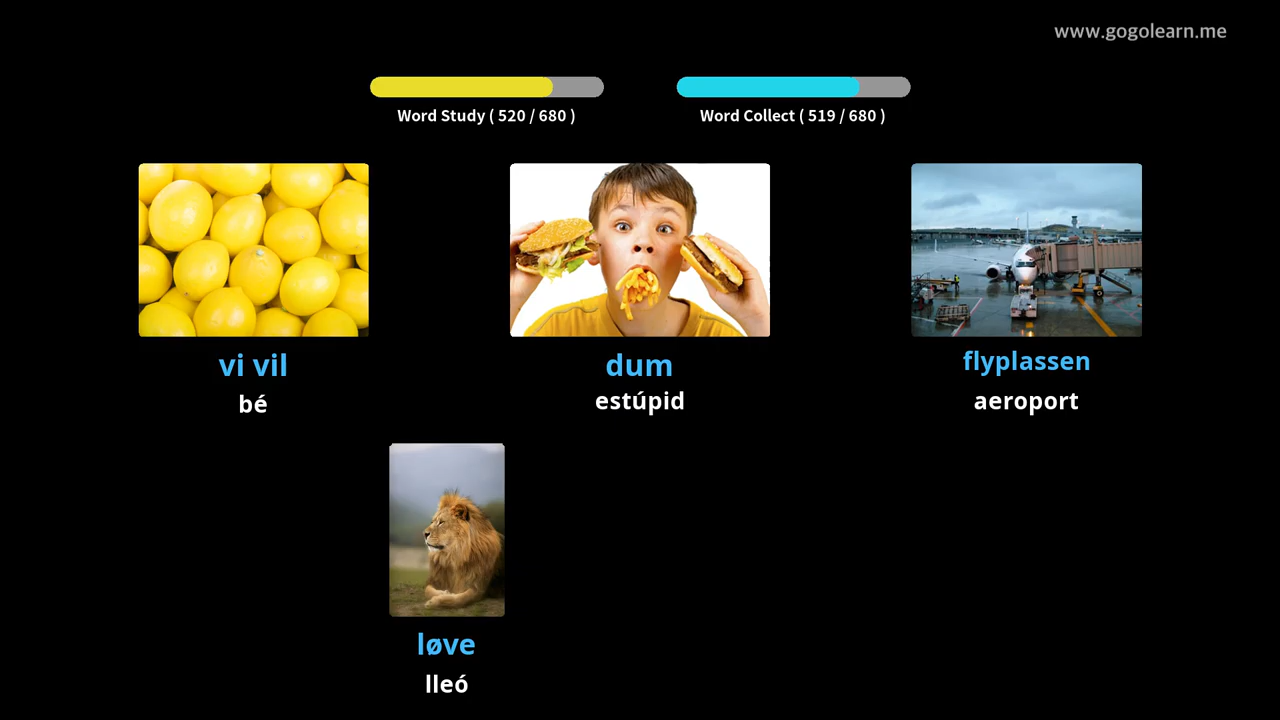 www.gogolearn.me
Word Study ( 520 / 680 )
Word Collect ( 519 / 680 )
vi vil
bé
dum
estúpid
flyplassen
aeroport
løve
lleó